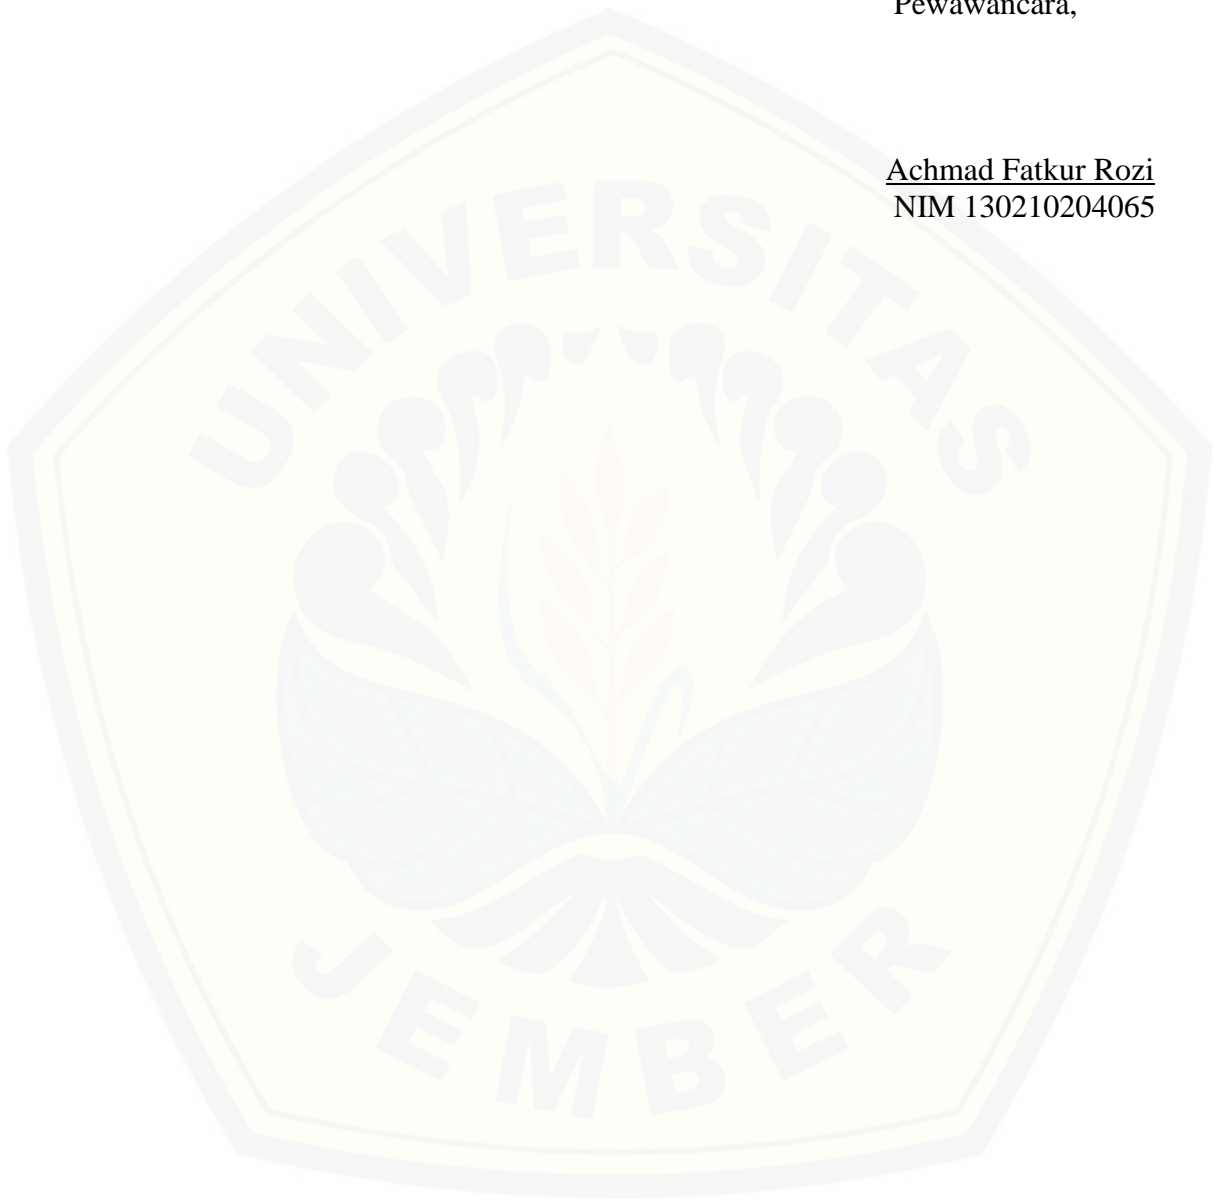 Pewawancara,
Achmad Fatkur Rozi
NIM 130210204065
UNIVERSITAS
JEMBER